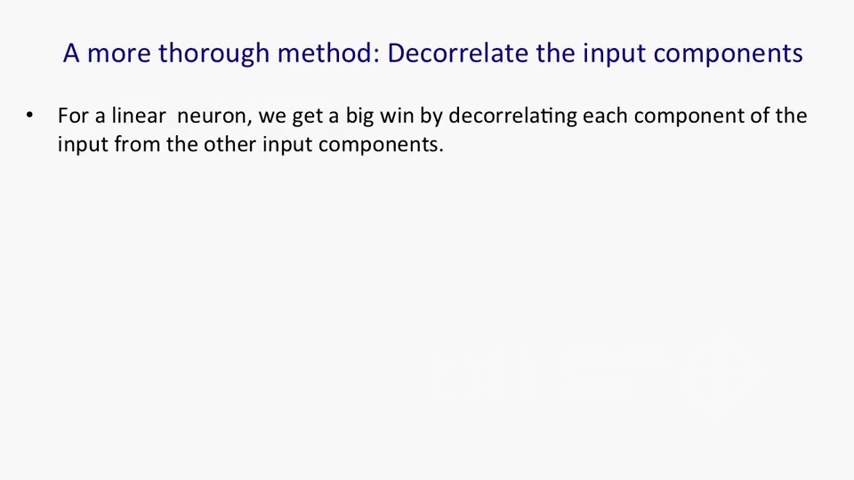 A more thorough method: Decorrelate the input components
• For a linear neuron, we get a big win by decorrelating each component of the
input from the other input components.